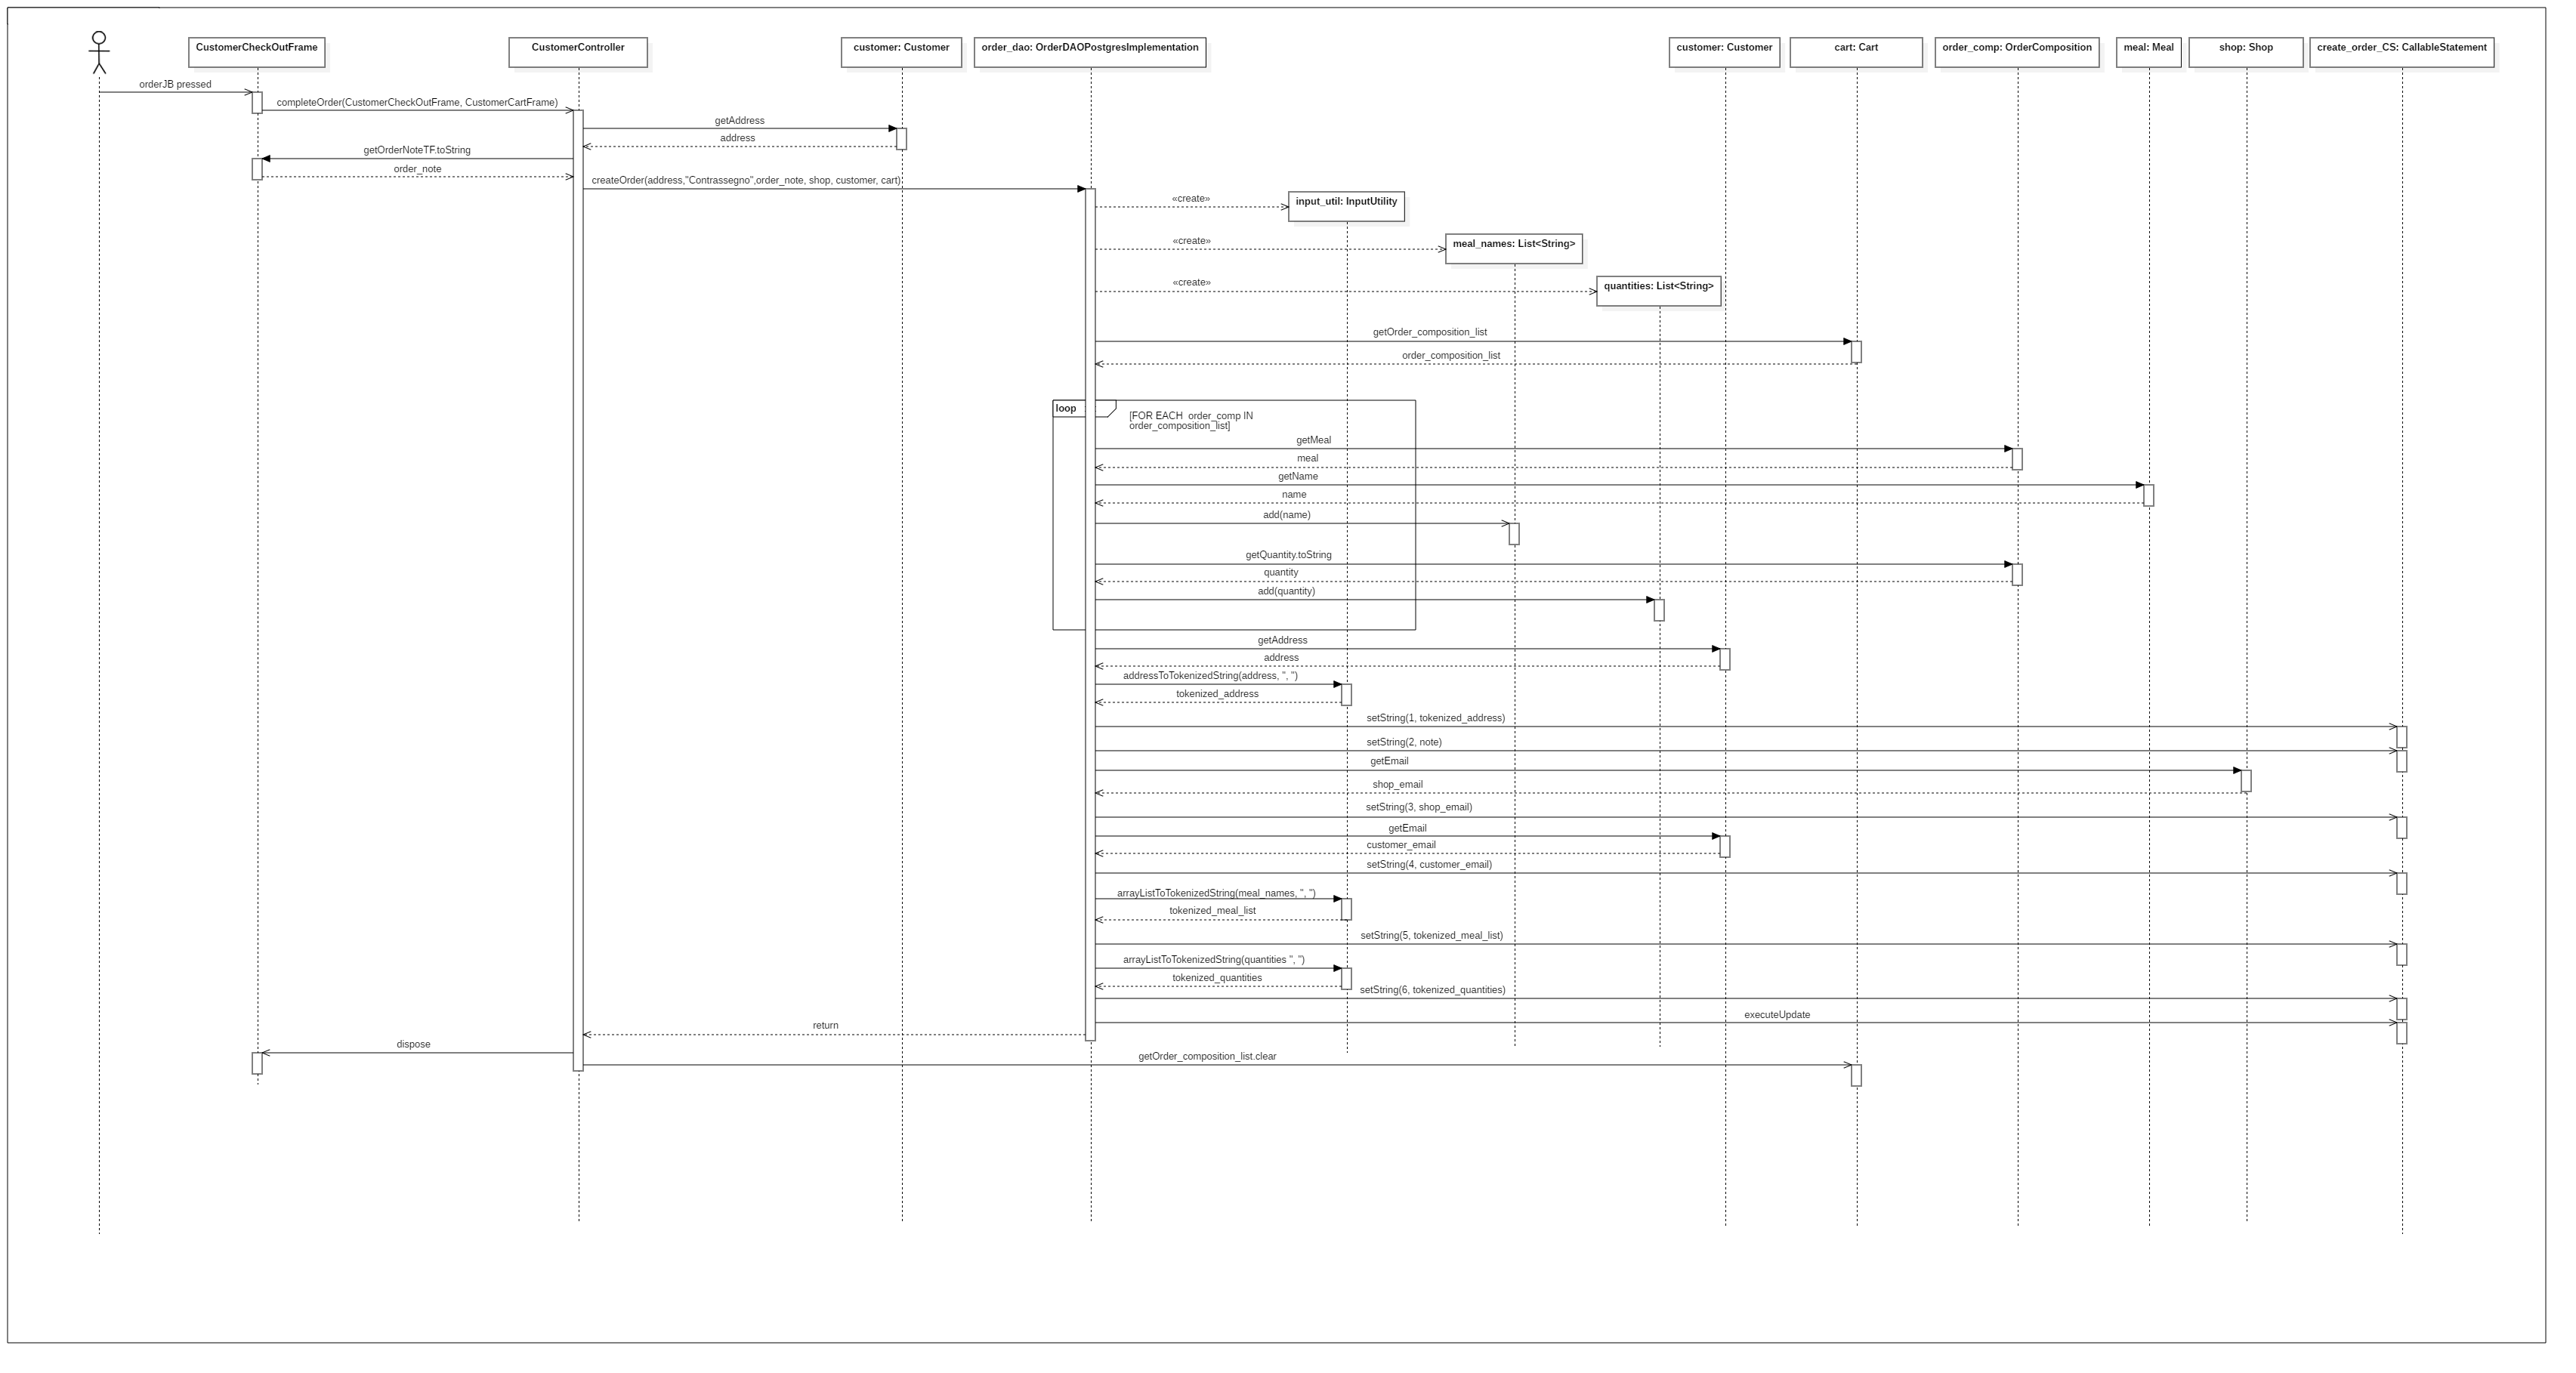 CustomerCheckOutFrame
CustomerController
customer: Customer
order_dao: OrderDAOPostgresImplementation
customer: Customer
cart: Cart
order_comp: OrderComposition
meal: Meal
shop: Shop
create_order_CS: CallableStatement
orderJB pressed
completeOrder(CustomerCheckOutFrame, CustomerCartFrame)
getAddress
address
getOrderNoteTF.toString
order_note
createOrder(address,"Contrassegno",order_note, shop, customer, cart)
«create»
input_util: InputUtility
«create»
meal_names: List<String>
«create»
quantities: List<String>
getOrder_composition_list
order_composition_list
loop
[FOR EACH  order_comp IN
order_composition_list]
getMeal
meal
getName
name
add(name)
getQuantity.toString
quantity
add(quantity)
getAddress
address
addressToTokenizedString(address, ", ")
tokenized_address
setString(1, tokenized_address)
setString(2, note)
getEmail
shop_email
setString(3, shop_email)
getEmail
customer_email
setString(4, customer_email)
arrayListToTokenizedString(meal_names, ", ")
tokenized_meal_list
setString(5, tokenized_meal_list)
arrayListToTokenizedString(quantities ", ")
tokenized_quantities
setString(6, tokenized_quantities)
executeUpdate
return
dispose
getOrder_composition_list.clear